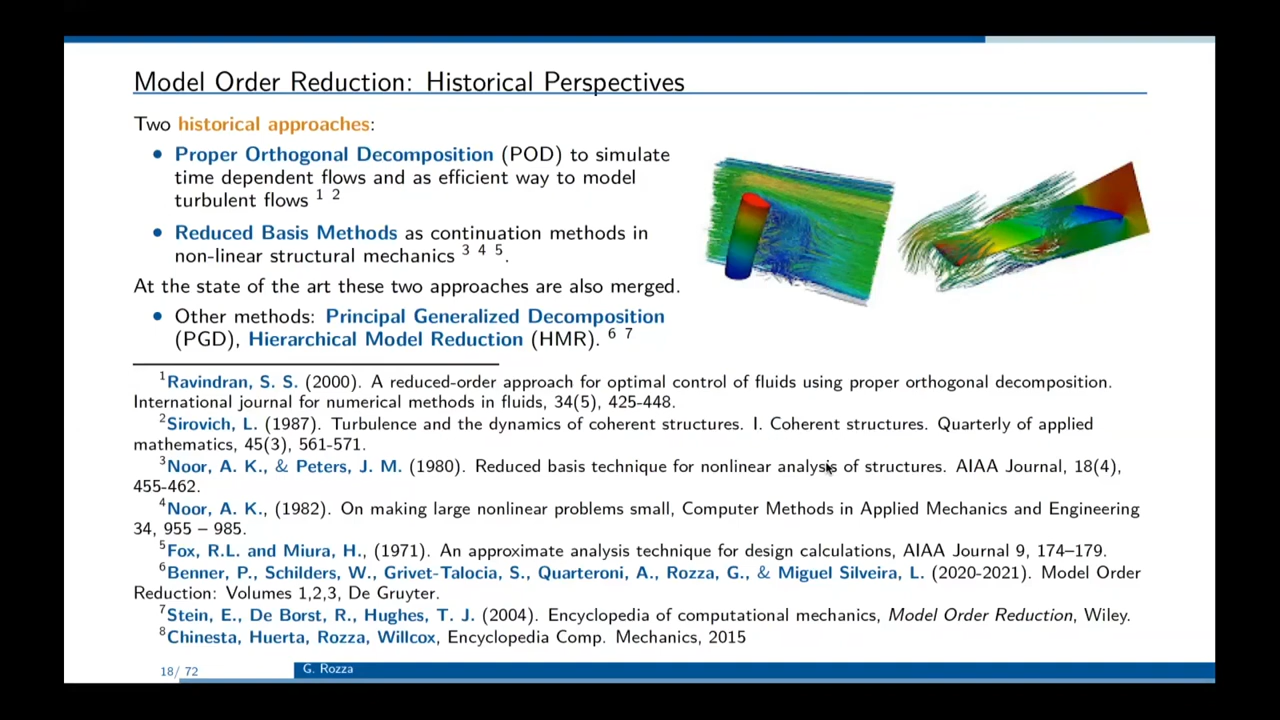 Model Order Reduction: Historical Perspectives
Two historical approaches:
• Proper Orthogonal Decomposition (POD) to simulate
time dependent flows and as efficient way to model
turbulent flows 1 2
• Reduced Basis Methods as continuation methods in
non-linear structural mechanics 3 4 5.
At the state of the art these two approaches are also merged.
• Other methods: Principal Generalized Decomposition
(PGD), Hierarchical Model Reduction (HMR). 6 7
1Ravindran, S. S. (2000). A reduced-order approach for optimal control of fluids using proper orthogonal decomposition.
International journal for numerical methods in fluids, 34(5), 425-448.
2Sirovich, L. (1987). Turbulence and the dynamics of coherent structures. I. Coherent structures. Quarterly of applied
mathematics, 45(3), 561-571.
3Noor, A. K., & Peters, J. M. (1980). Reduced basis technique for nonlinear analysis of structures. AIAA Journal, 18(4),
455-462.
4Noor, A. K., (1982). On making large nonlinear problems small, Computer Methods in Applied Mechanics and Engineering
34, 955 – 985.
5Fox, R.L. and Miura, H., (1971). An approximate analysis technique for design calculations, AIAA Journal 9, 174–179.
6Benner, P., Schilders, W., Grivet-Talocia, S., Quarteroni, A., Rozza, G., & Miguel Silveira, L. (2020-2021). Model Order
Reduction: Volumes 1,2,3, De Gruyter.
7Stein, E., De Borst, R., Hughes, T. J. (2004). Encyclopedia of computational mechanics, Model Order Reduction, Wiley.
8Chinesta, Huerta, Rozza, Willcox, Encyclopedia Comp. Mechanics, 2015
18/ 72
G. Rozza